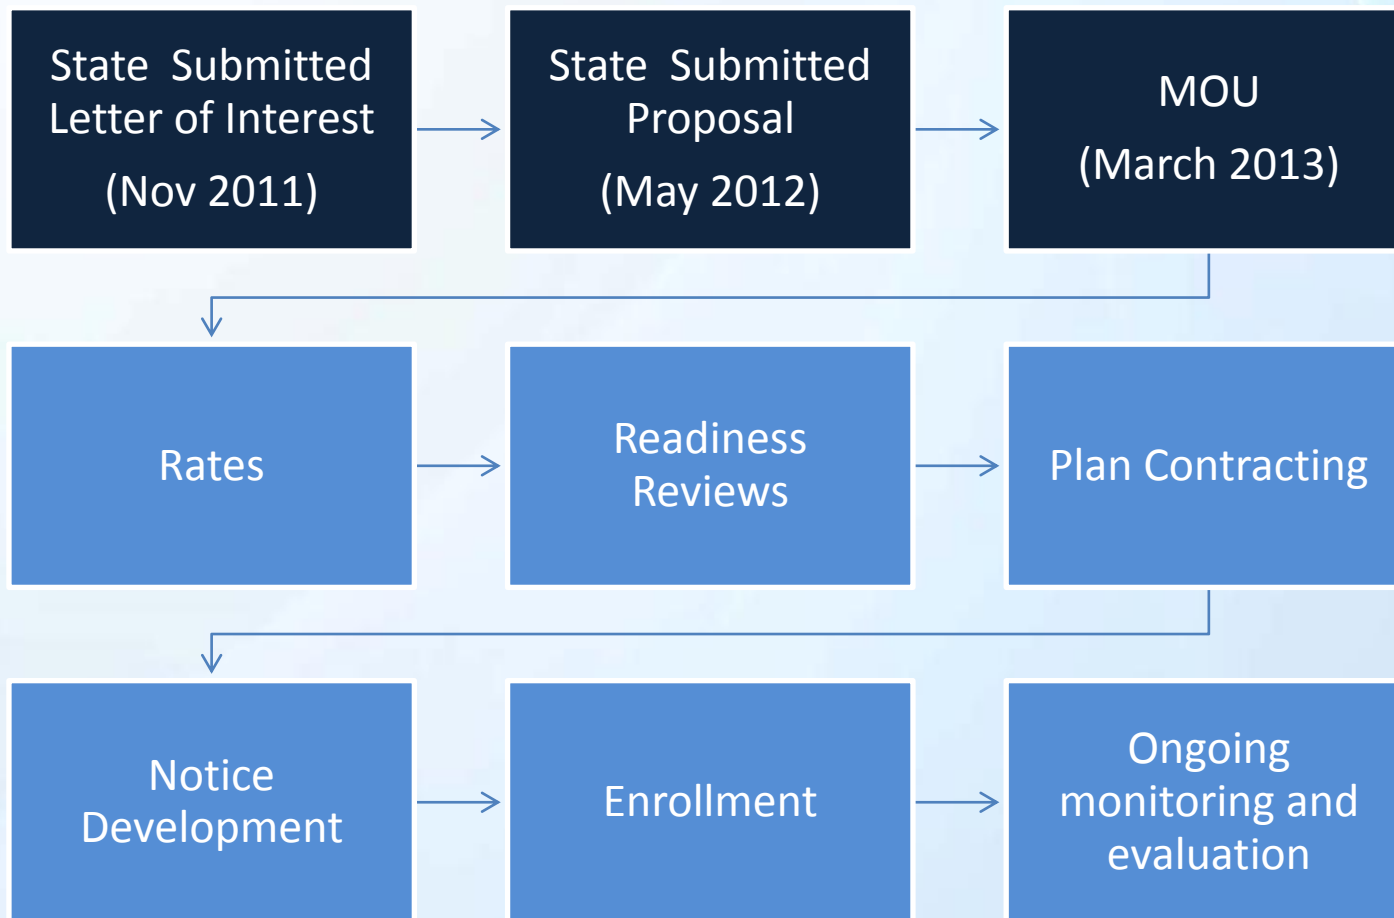 State Submitted
Letter of Interest
(Nov 2011)
State Submitted
Proposal
(May 2012)
MOU
(March 2013)
Rates
Readiness
Reviews
Plan Contracting
Notice
Development
Enrollment
Ongoing
monitoring and
evaluation